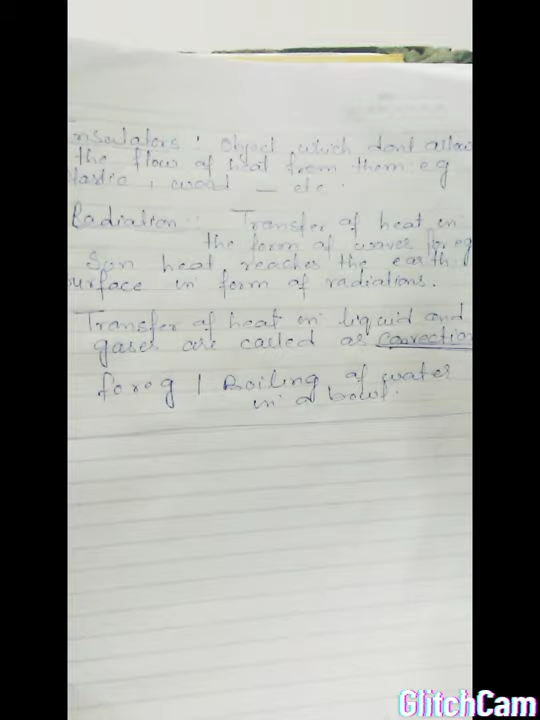 Insulators : Object which dont allow
the flow of heat from them e.g
Plastic, wood — etc.
Radiation : Transfer of heat in
the form of waves for eg
Sun heat reaches the earth
surface in form of radiations.
Transfer of heat in liquid and
gases are called as convection
for eg | Boiling of water
in a bowl.
GlitchCam